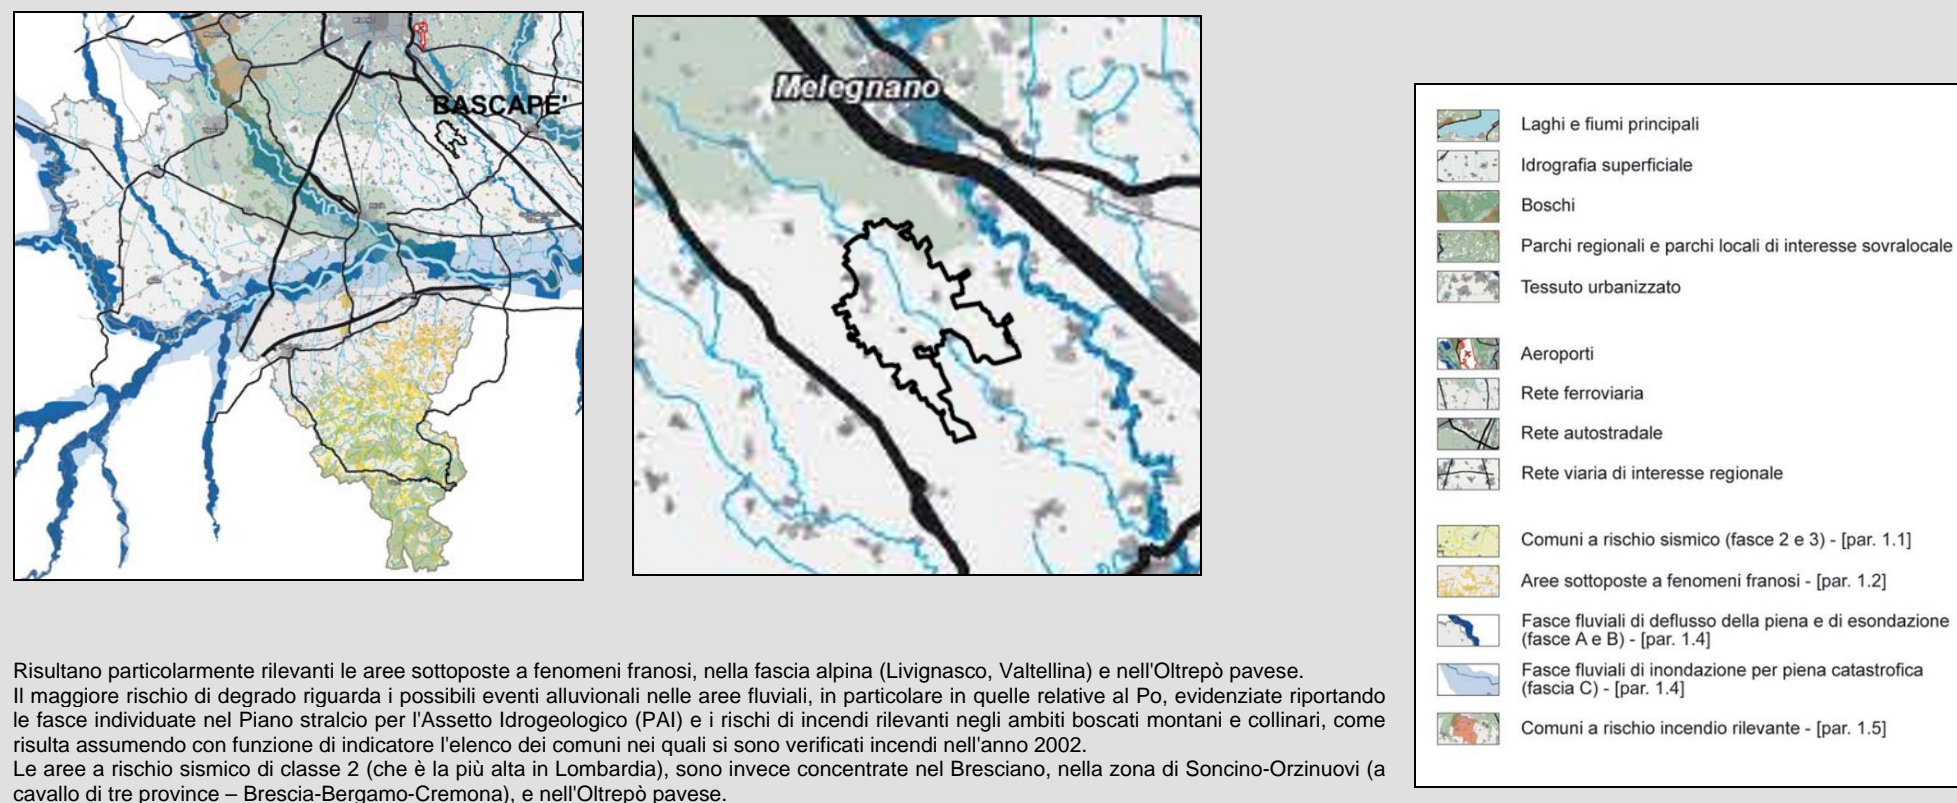 BASCAPE'
Melegnano
Laghi e fiumi principali
Idrografia superficiale
Boschi
Parchi regionali e parchi locali di interesse sovralocale
Tessuto urbanizzato
Aeroporti
Rete ferroviaria
Rete autostradale
Rete viaria di interesse regionale
Comuni a rischio sismico (fasce 2 e 3) - [par. 1.1]
Aree sottoposte a fenomeni franosi - [par. 1.2]
Fasce fluviali di deflusso della piena e di esondazione
(fasce A e B) - [par. 1.4]
Fasce fluviali di inondazione per piena catastrofica
(fascia C) - [par. 1.4]
Comuni a rischio incendio rilevante - [par. 1.5]
Risultano particolarmente rilevanti le aree sottoposte a fenomeni franosi, nella fascia alpina (Livignasco, Valtellina) e nell'Oltrepò pavese.
Il maggiore rischio di degrado riguarda i possibili eventi alluvionali nelle aree fluviali, in particolare in quelle relative al Po, evidenziate riportando
le fasce individuate nel Piano stralcio per l'Assetto Idrogeologico (PAI) e i rischi di incendi rilevanti negli ambiti boscati montani e collinari, come
risulta assumendo con funzione di indicatore l'elenco dei comuni nei quali si sono verificati incendi nell'anno 2002.
Le aree a rischio sismico di classe 2 (che è la più alta in Lombardia), sono invece concentrate nel Bresciano, nella zona di Soncino-Orzinuovi (a
cavallo di tre province – Brescia-Bergamo-Cremona), e nell'Oltrepò pavese.